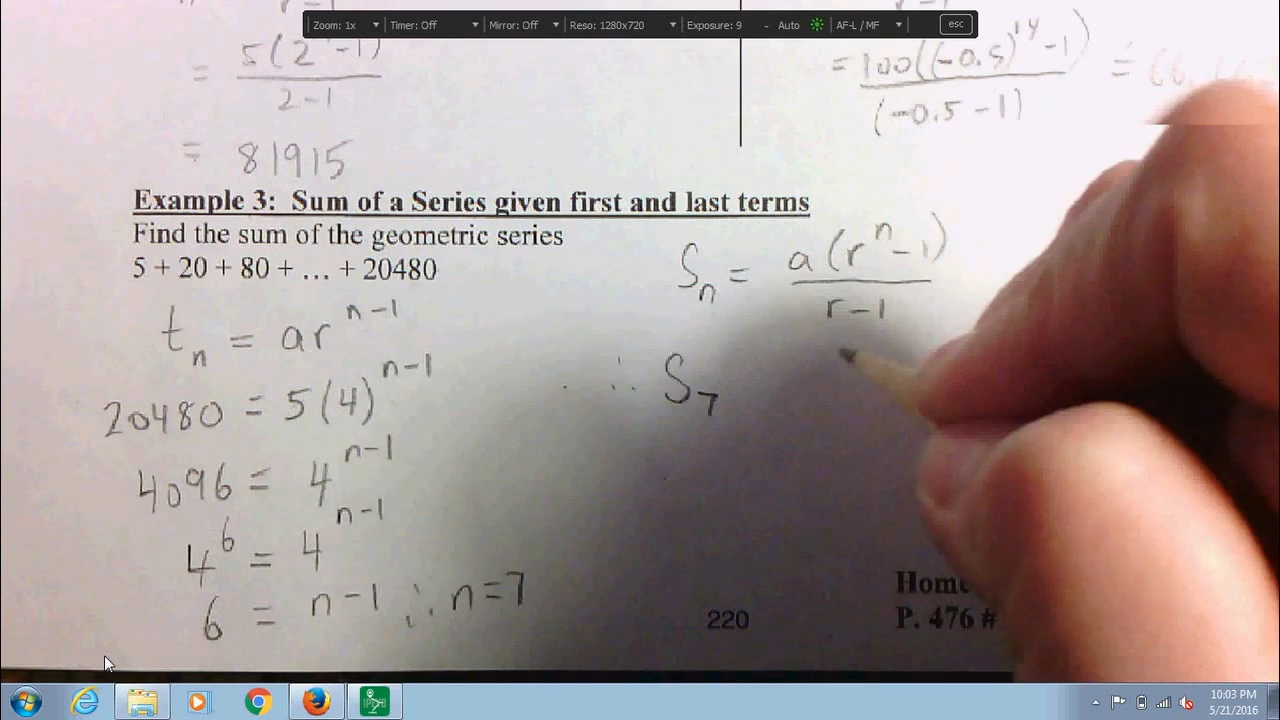 Zoom: 1x Timer: Off Mirror: Off Reso: 1280x720 Exposure: 9 - Auto AF-L / MF esc
= 5(2 -1)
2-1
= 81915
= 100((-0.5)^14 -1)
(-0.5 -1)
Example 3: Sum of a Series given first and last terms
Find the sum of the geometric series
5 + 20 + 80 + … + 20480
t_n = ar^(n-1)
20480 = 5(4)^(n-1)
4096 = 4^(n-1)
4^6 = 4^(n-1)
6 = n-1 ∴ n=7
S_n = a(r^n -1)
r-1
∴ S_7
220
P. 476 #
10:03 PM
5/21/2016